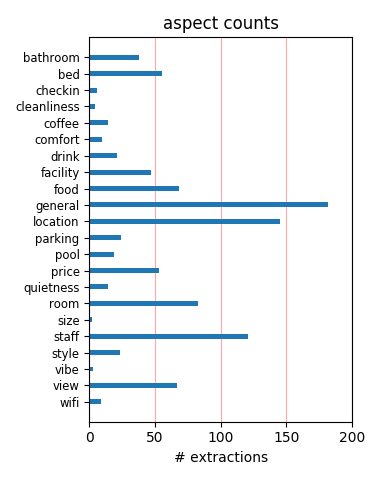 aspect counts
bathroom
bed
checkin
cleanliness
coffee
comfort
drink
facility
food
general
location
parking
pool
price
quietness
room
size
staff
style
vibe
view
wifi
0 50 100 150 200
# extractions